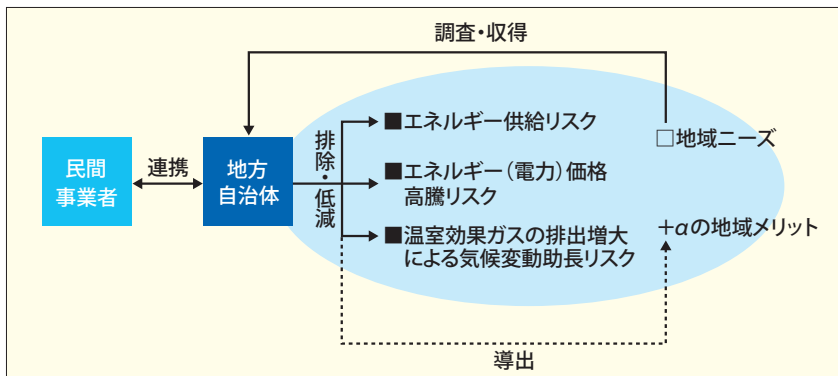 調査・収得
民間
事業者
連携
地方
自治体
排除・低減
■エネルギー供給リスク
■エネルギー（電力）価格
高騰リスク
■温室効果ガスの排出増大
による気候変動助長リスク
□地域ニーズ
＋αの地域メリット
導出